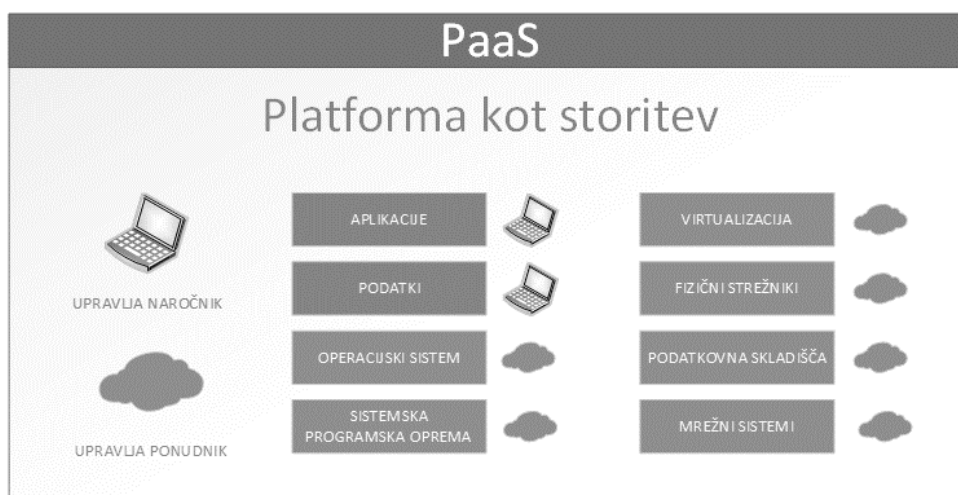 PaaS
Platforma kot storitev
UPRAVLJA NAROČNIK
UPRAVLJA PONUDNIK
APLIKACIJE
PODATKI
OPERACIJSKI SISTEM
SISTEMSKA
PROGRAMSKA OPREMA
VIRTUALIZACIJA
FIZIČNI STREŽNIKI
PODATKOVNA SKLADIŠČA
MREŽNI SISTEMI